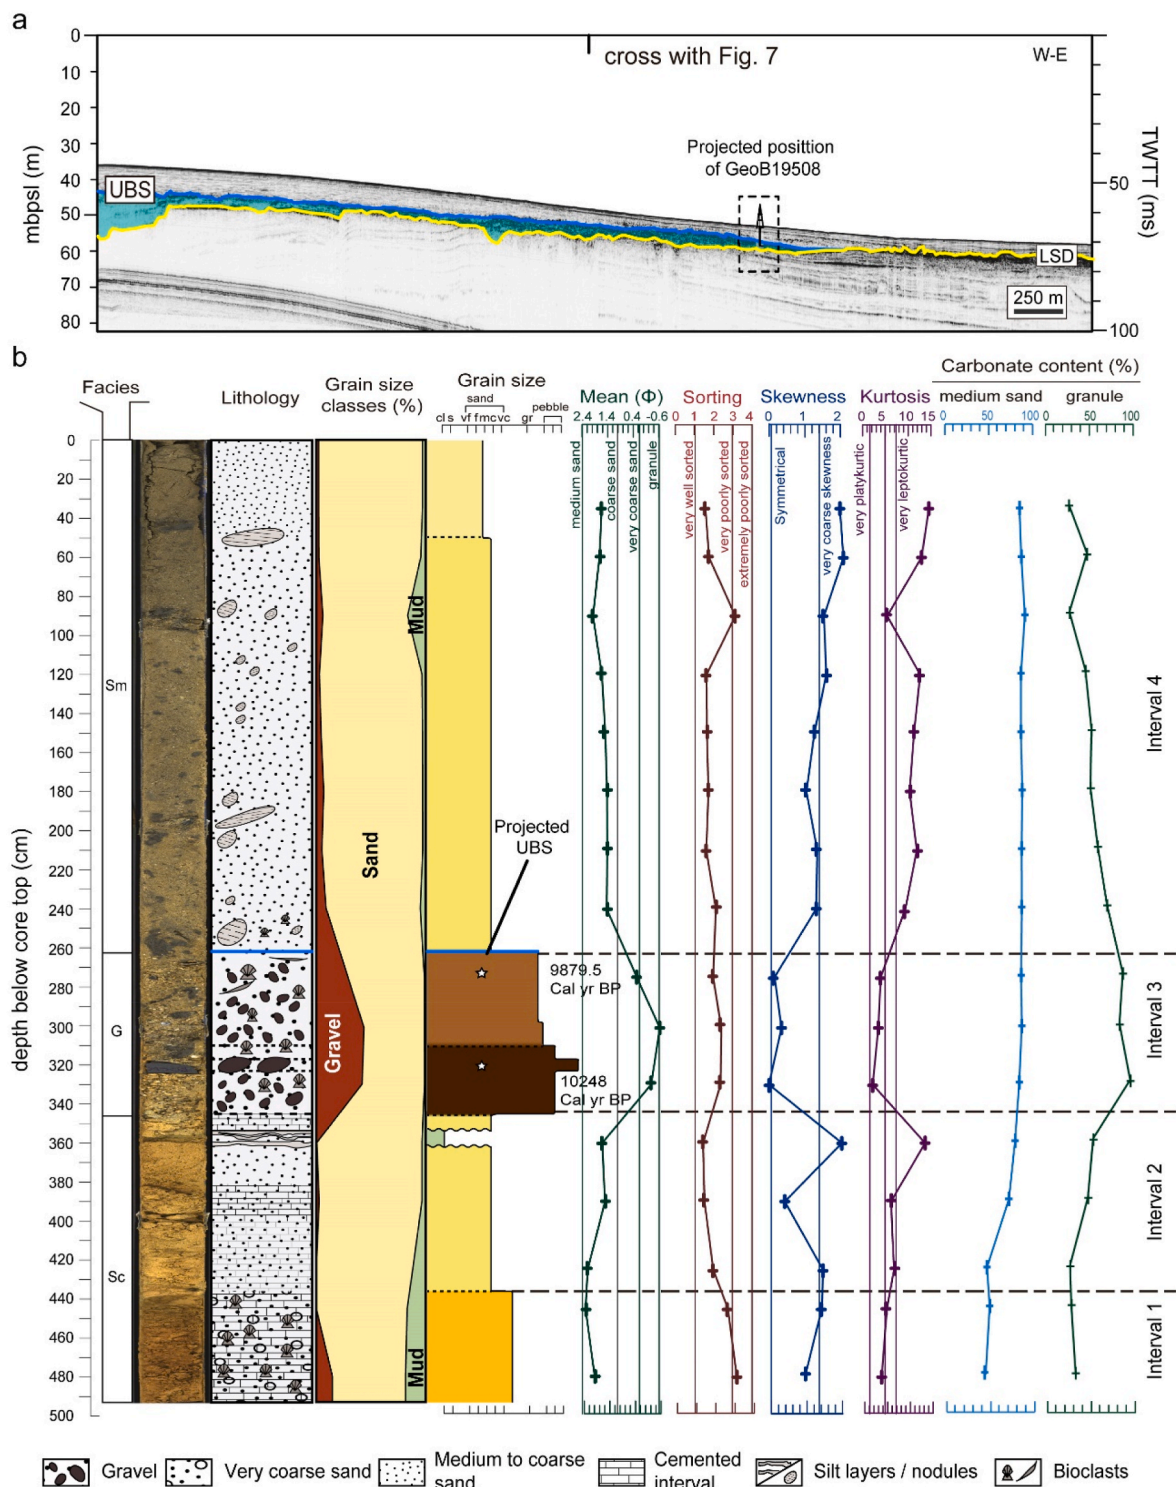 a
0
10
20
30
40
50
60
70
80
mbpsl (m)
cross with Fig. 7
W-E
Projected posittion
of GeoB19508
UBS
LSD
250 m
50
100
TWTT (ms)
b
Facies
Lithology
Grain size
classes (%)
Grain size
sand
pebble
cl s vf f m c vc gr
Mean (Φ)
2.4 1.4 0.4 -0.6
Sorting
0 1 2 3 4
Skewness
0 1 2
Kurtosis
0 5 10 15
Carbonate content (%)
medium sand
0 50 100
granule
0 50 100
medium sand
coarse sand
very coarse sand
granule
very well sorted
very poorly sorted
extremely poorly sorted
Symmetrical
very coarse skewness
very platykurtic
very leptokurtic
depth below core top (cm)
0
20
40
60
80
100
120
140
160
180
200
220
240
260
280
300
320
340
360
380
400
420
440
460
480
500
Sm
G
Sc
Mud
Sand
Gravel
Mud
Projected
UBS
9879.5
Cal yr BP
10248
Cal yr BP
Interval 4
Interval 3
Interval 2
Interval 1
Gravel
Very coarse sand
Medium to coarse
sand
Cemented
interval
Silt layers / nodules
Bioclasts